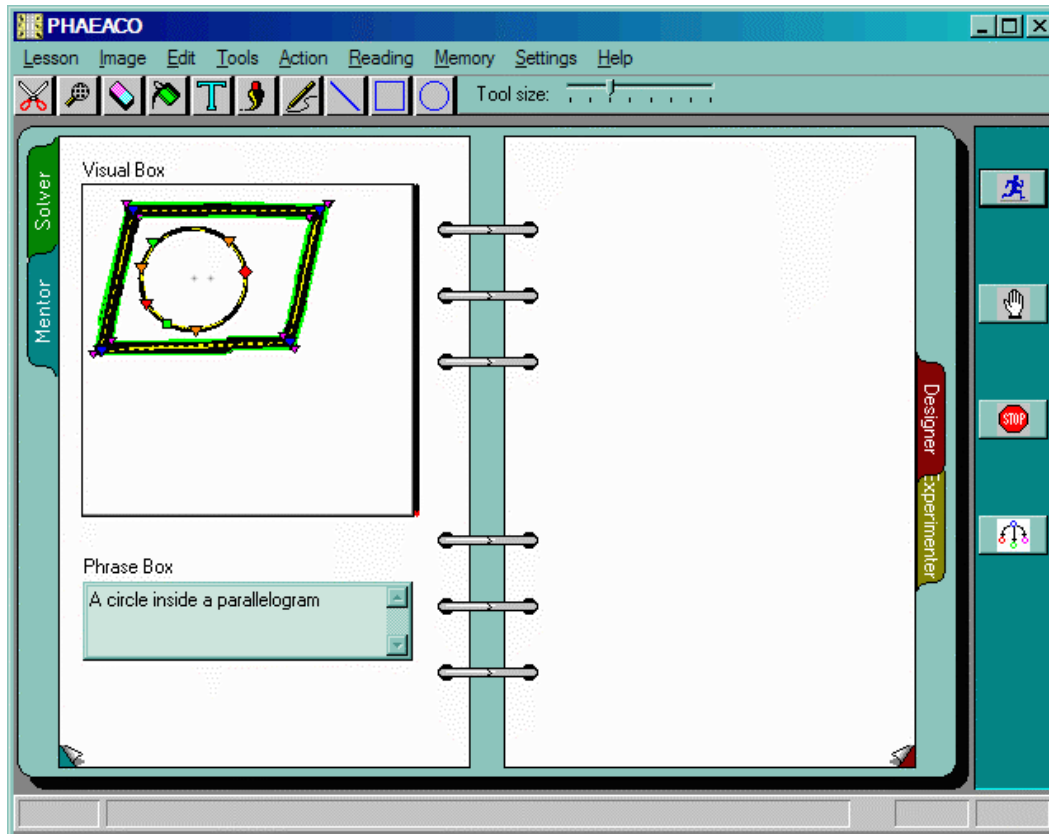 PHAEACO
Lesson Image Edit Tools Action Reading Memory Settings Help
T Tool size:
Solver
Mentor
Visual Box
Phrase Box
A circle inside a parallelogram
Designer
Experimenter
STOP